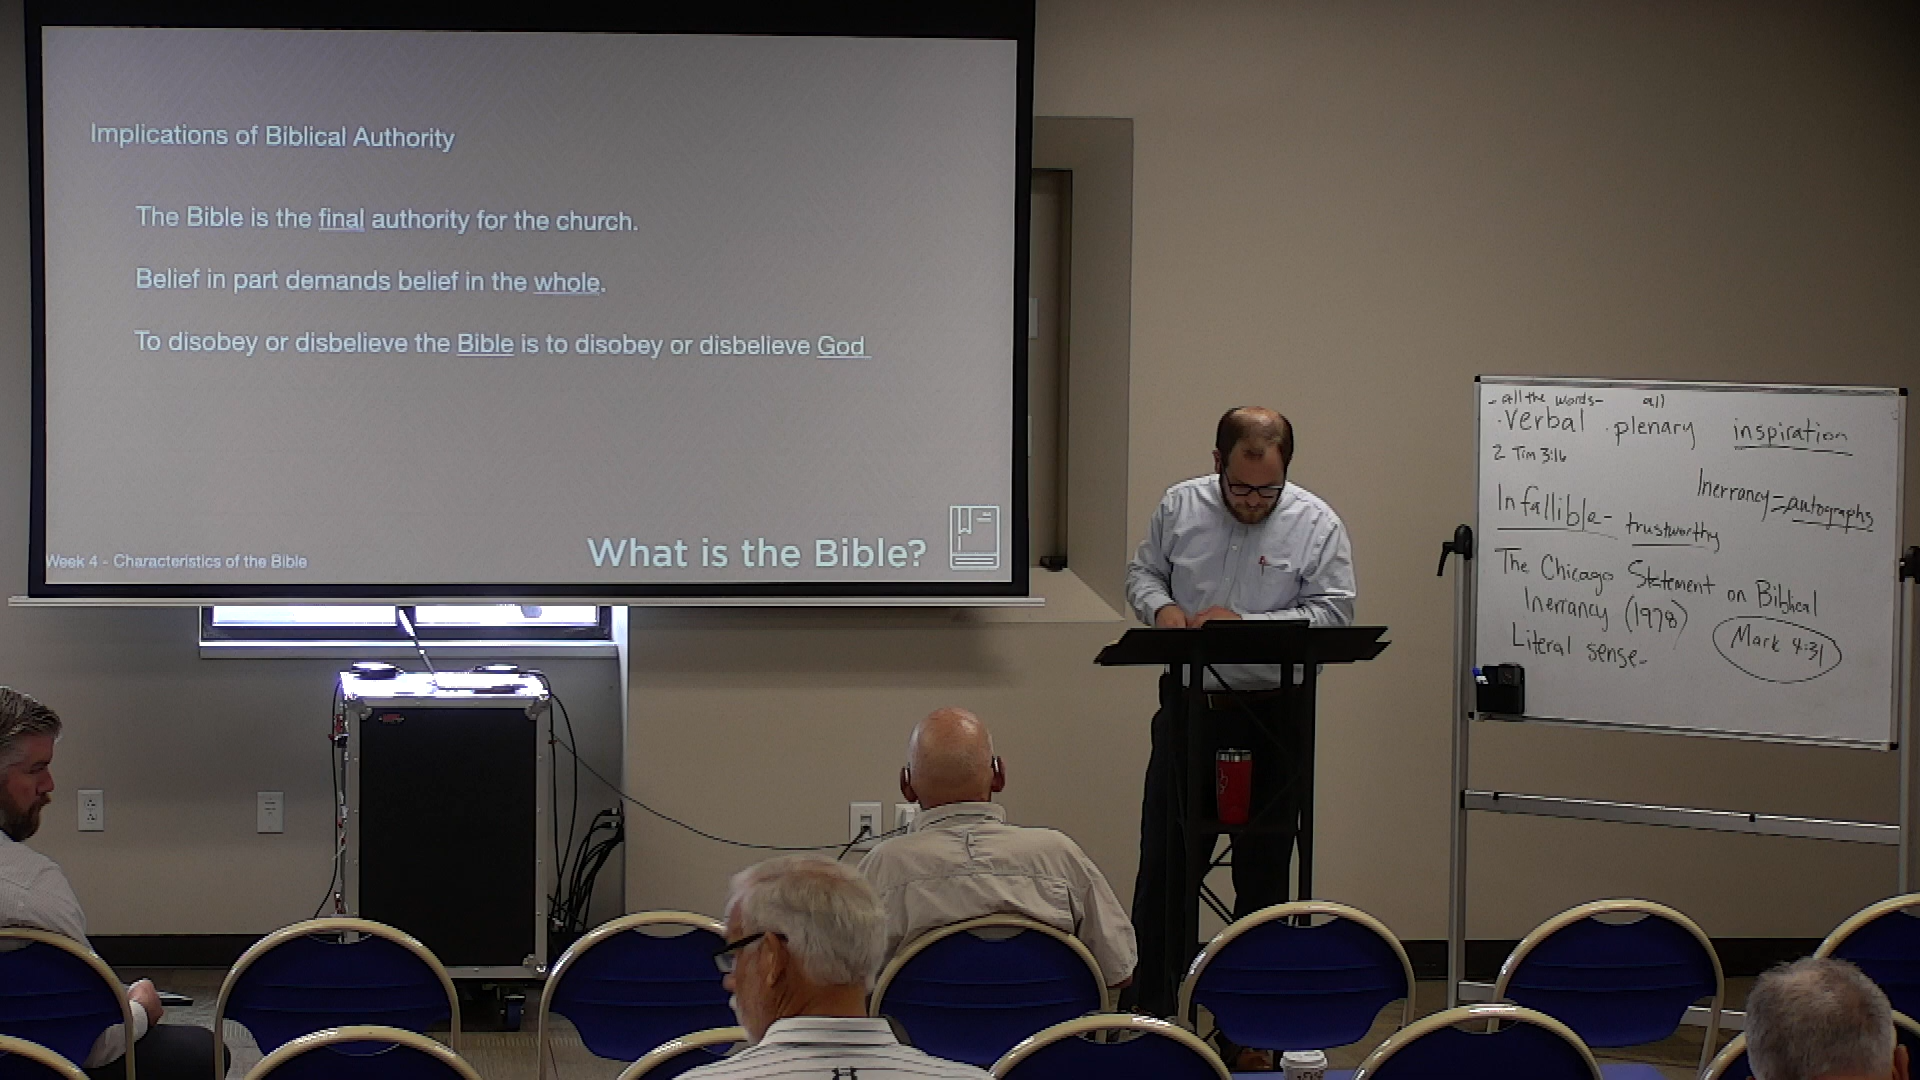 Implications of Biblical Authority
The Bible is the final authority for the church.
Belief in part demands belief in the whole.
To disobey or disbelieve the Bible is to disobey or disbelieve God
Week 4 - Characteristics of the Bible
What is the Bible?
- All the words- all
·Verbal ·plenary inspiration
2 Tim 3:16
Inerrancy=autographs
Infallible- trustworthy
The Chicago Statement on Biblical
Inerrancy (1978)
Mark 4:31
Literal sense-